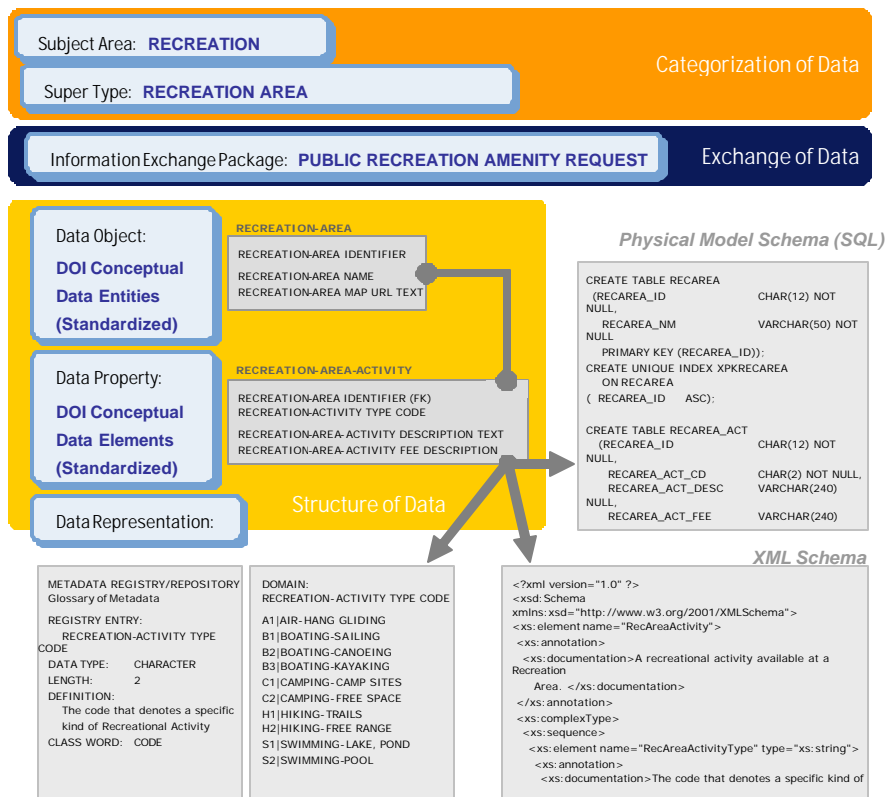 Subject Area: RECREATION
Categorization of Data
Super Type: RECREATION AREA
Information Exchange Package: PUBLIC RECREATION AMENITY REQUEST
Exchange of Data
Data Object:
DOI Conceptual
Data Entities
(Standardized)
RECREATION-AREA
RECREATION-AREA IDENTIFIER
RECREATION-AREA NAME
RECREATION-AREA MAP URL TEXT
Data Property:
DOI Conceptual
Data Elements
(Standardized)
RECREATION-AREA-ACTIVITY
RECREATION-AREA IDENTIFIER (FK)
RECREATION-ACTIVITY TYPE CODE
RECREATION-AREA-ACTIVITY DESCRIPTION TEXT
RECREATION-AREA-ACTIVITY FEE DESCRIPTION
Structure of Data
Data Representation:
Physical Model Schema (SQL)
CREATE TABLE RECAREA
(RECAREA_ID CHAR(12) NOT
NULL,
RECAREA_NM VARCHAR(50) NOT
NULL
PRIMARY KEY (RECAREA_ID)):
CREATE UNIQUE INDEX XPKRECAREA
ON RECAREA
( RECAREA_ID ASC):
CREATE TABLE RECAREA_ACT
(RECAREA_ID CHAR(12) NOT
NULL,
RECAREA_ACT_CD CHAR(2) NOT NULL,
RECAREA_ACT_DESC VARCHAR(240)
NULL,
RECAREA_ACT_FEE VARCHAR(240)
METADATA REGISTRY/REPOSITORY
Glossary of Metadata
REGISTRY ENTRY:
RECREATION-ACTIVITY TYPE
CODE
DATA TYPE: CHARACTER
LENGTH: 2
DEFINITION:
The code that denotes a specific
kind of Recreational Activity
CLASS WORD: CODE
DOMAIN:
RECREATION-ACTIVITY TYPE CODE
A1|AIR-HANG GLIDING
B1|BOATING-SAILING
B2|BOATING-CANOEING
B3|BOATING-KAYAKING
C1|CAMPING-CAMP SITES
C2|CAMPING-FREE SPACE
H1|HIKING-TRAILS
H2|HIKING-FREE RANGE
S1|SWIMMING-LAKE, POND
S2|SWIMMING-POOL
XML Schema
<?xml version="1.0" ?>
<xsd:Schema
xmlns:xsd="http://www.w3.org/2001/XMLSchema">
<xs:element name="RecAreaActivity">
<xs:annotation>
<xs:documentation>A recreational activity available at a
Recreation
Area. </xs:documentation>
</xs:annotation>
<xs:complexType>
<xs:sequence>
<xs:element name="RecAreaActivityType" type="xs:string">
<xs:annotation>
<xs:documentation>The code that denotes a specific kind of